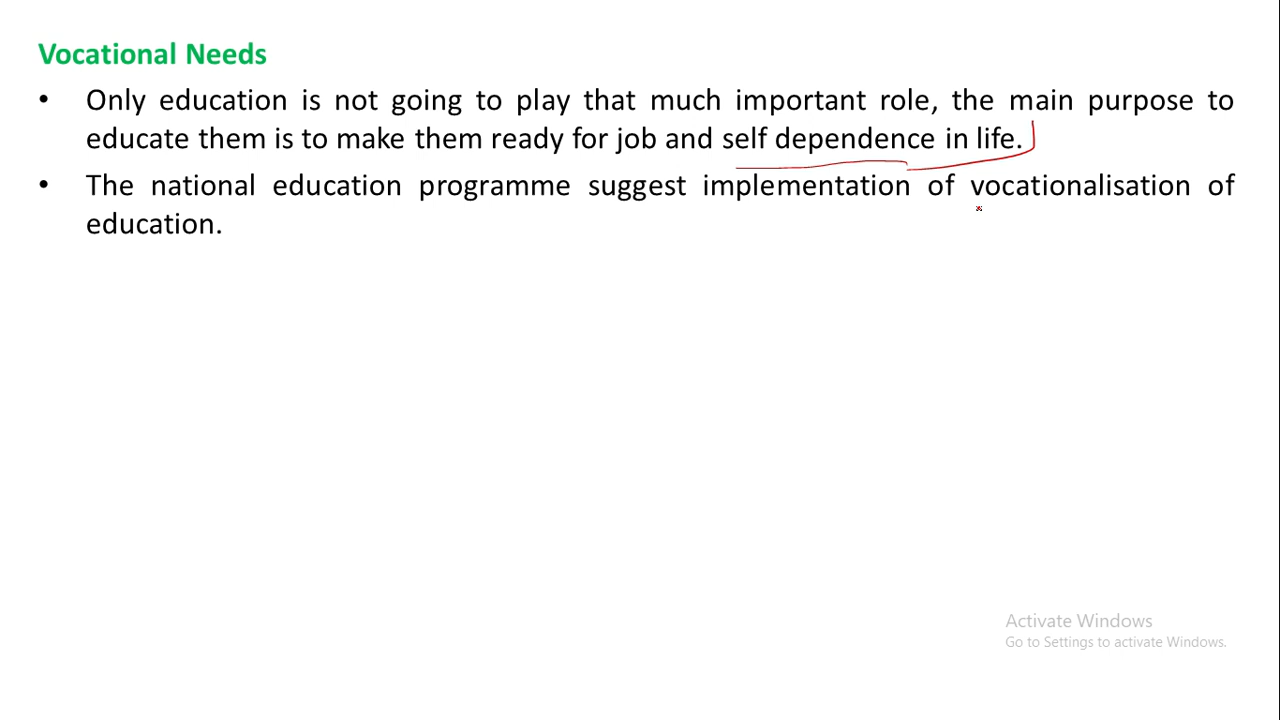 Vocational Needs
• Only education is not going to play that much important role, the main purpose to
educate them is to make them ready for job and self dependence in life.
• The national education programme suggest implementation of vocationalisation of
education.
Activate Windows
Go to Settings to activate Windows.